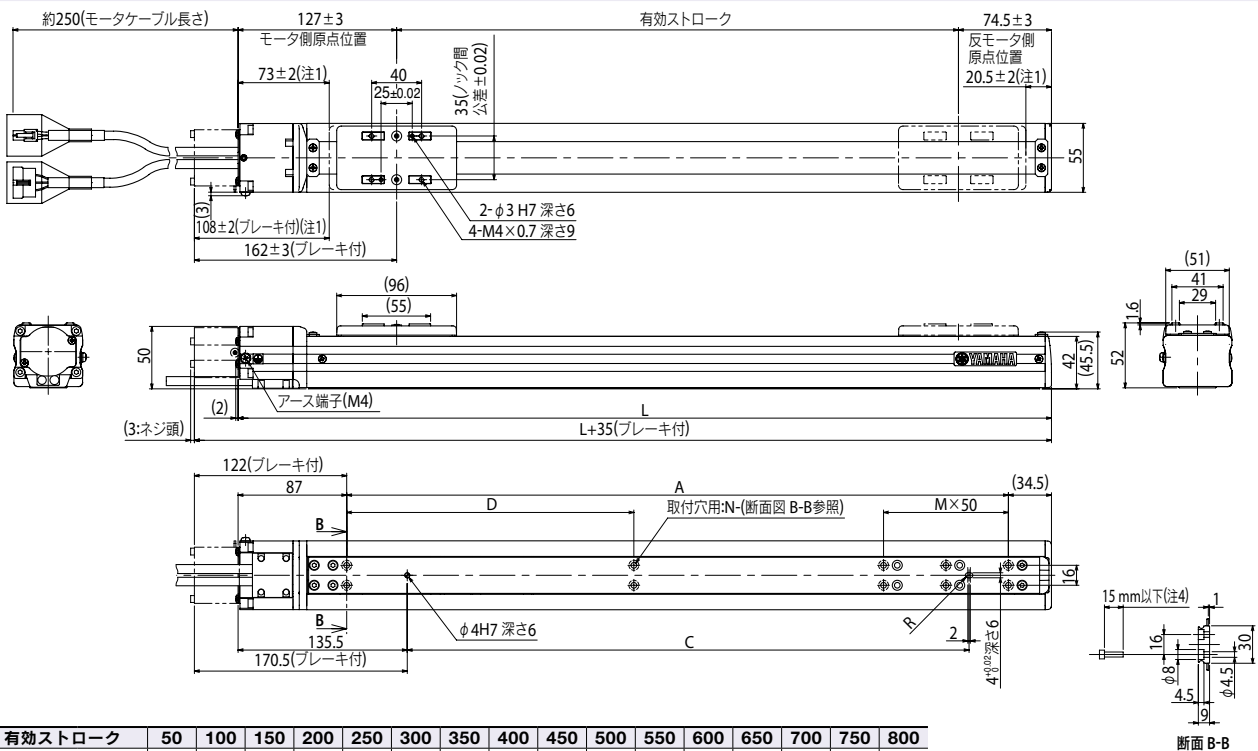 約250(モータケーブル長さ)
127±3
モータ側原点位置
有効ストローク
74.5±3
反モータ側
原点位置
73±2(注1)
40
25±0.02
35(ノック間
公差±0.02)
20.5±2(注1)
55
(3)
108±2(ブレーキ付)(注1)
162±3(ブレーキ付)
2-φ3 H7 深さ6
4-M4×0.7 深さ9
(96)
(55)
50
YAMAHA
42
(45.5)
(51)
41
29
1.6
52
アース端子(M4)
(2)
(3:ネジ頭)
L
L+35(ブレーキ付)
122(ブレーキ付)
87
A
(34.5)
D
取付穴用:N-(断面図 B-B参照)
M×50
B
16
B
φ4H7 深さ6
R
2
4+0.02 0 深さ6
135.5
C
170.5(ブレーキ付)
15 mm以下(注4)
1
16
30
φ8
φ4.5
4.5
9
断面 B-B
有効ストローク 50 100 150 200 250 300 350 400 450 500 550 600 650 700 750 800